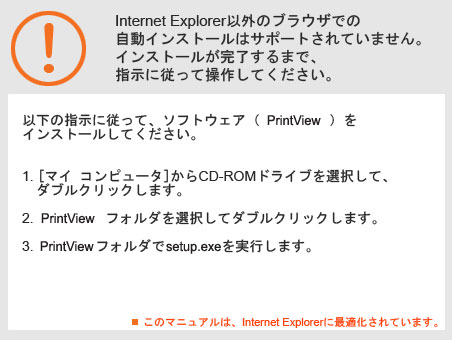 Internet Explorer以外のブラウザでの
自動インストールはサポートされていません。
インストールが完了するまで、
指示に従って操作してください。
以下の指示に従って、ソフトウェア（ PrintView ）を
インストールしてください。
1. [マイ コンピュータ]からCD-ROMドライブを選択して、
ダブルクリックします。
2. PrintView フォルダを選択してダブルクリックします。
3. PrintViewフォルダでsetup.exeを実行します。
■ このマニュアルは、Internet Explorerに最適化されています。